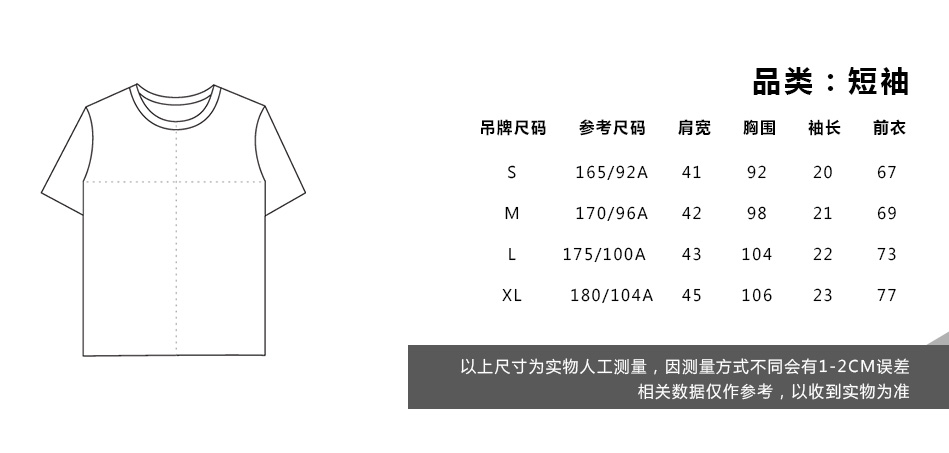 品类：短袖
吊牌尺码 参考尺码 肩宽 胸围 袖长 前衣
S 165/92A 41 92 20 67
M 170/96A 42 98 21 69
L 175/100A 43 104 22 73
XL 180/104A 45 106 23 77
以上尺寸为实物人工测量，因测量方式不同会有1-2CM误差
相关数据仅作参考，以收到实物为准